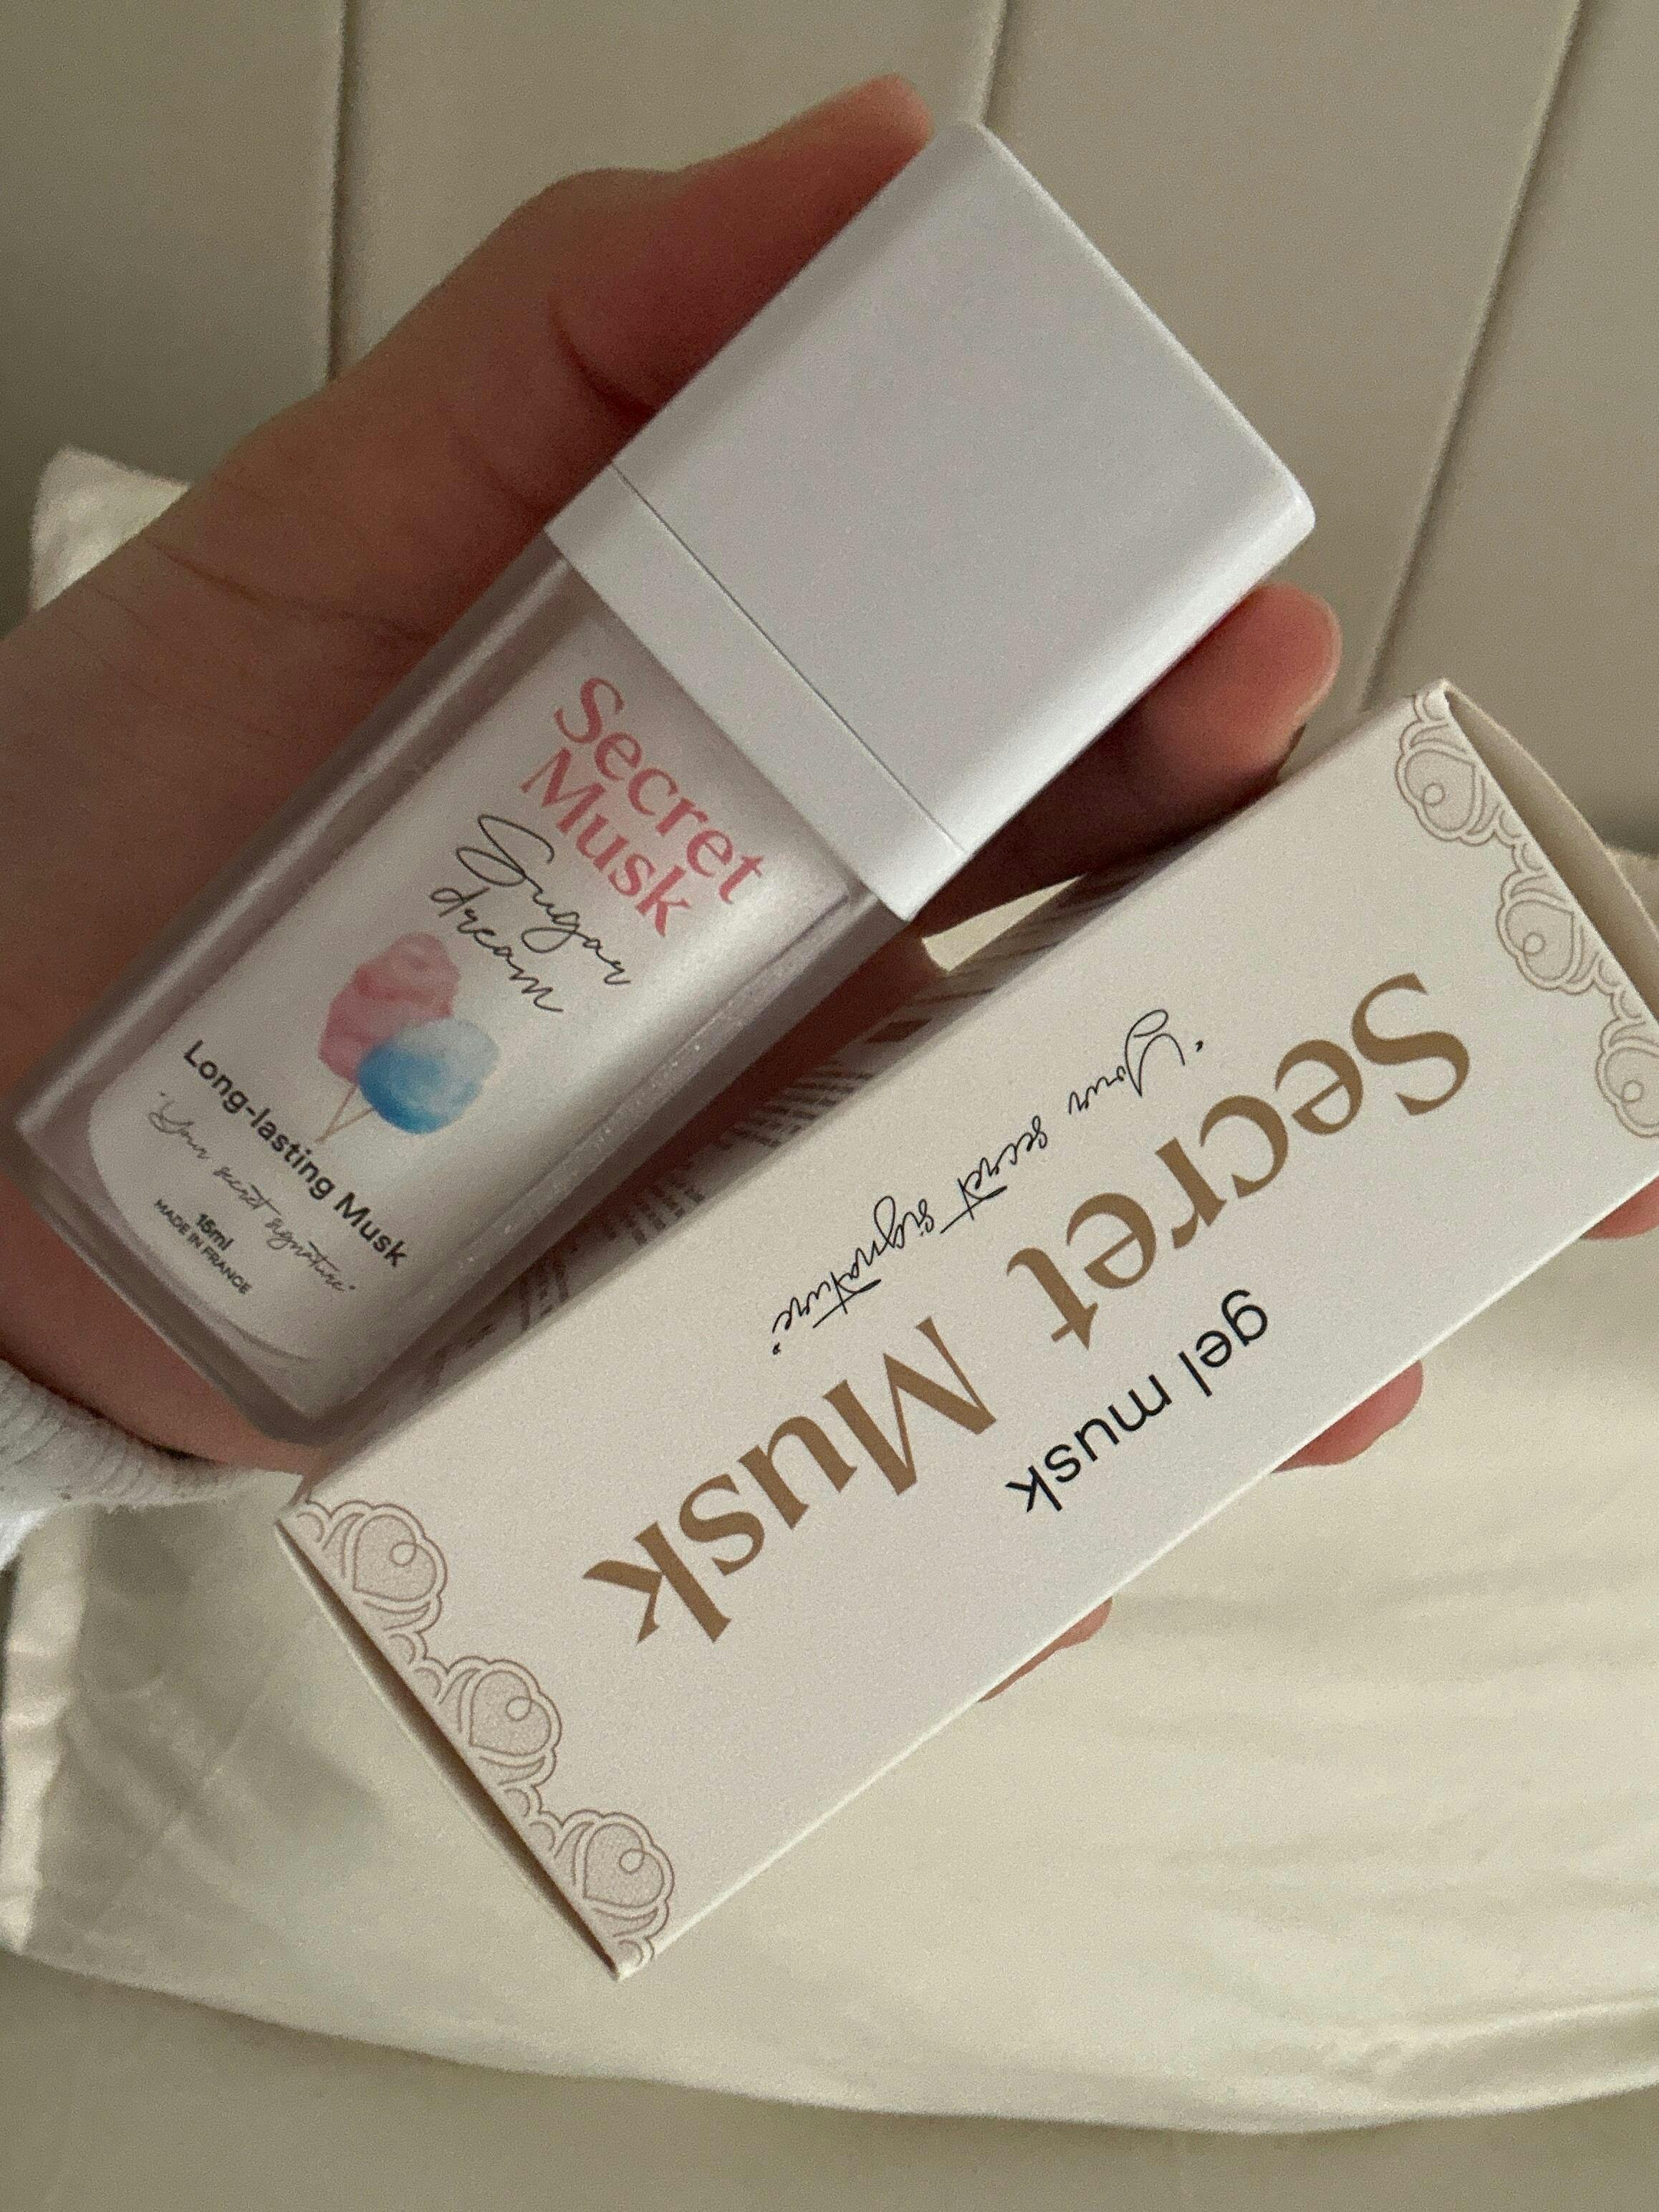 Secret
Musk
Sugar
dream
Long-lasting Musk
"Your secret signature"
15ml
MADE IN FRANCE
gel musk
Secret Musk
"Your secret signature"